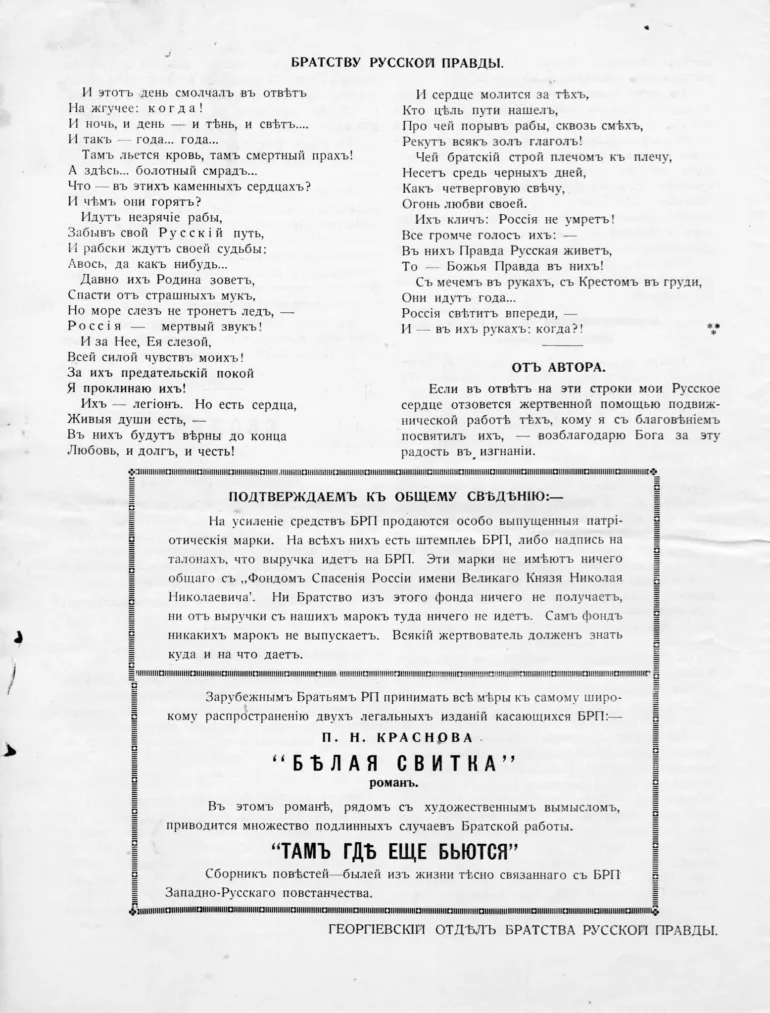 БРАТСТВУ РУССКОЙ ПРАВДЫ.
И этотъ день смолчалъ въ отвѣтъ
На жгучее: когда!
И ночь, и день — и тѣнь, и свѣтъ....
И такъ — года... года...
Тамъ льется кровь, тамъ смертный прахъ!
А здѣсь... болотный смрадъ...
Что — въ этихъ каменныхъ сердцахъ?
И чѣмъ они горятъ?
Идутъ незрячіе рабы,
Забывъ свой Русскій путь,
И рабски ждутъ своей судьбы:
Авось, да какъ нибудь...
Давно ихъ Родина зоветъ,
Спасти отъ страшныхъ мукъ,
Но море слезъ не тронетъ ледъ, —
Россія — мертвый звукъ!
И за Нее, Ея слезой,
Всей силой чувствъ моихъ!
За ихъ предательскій покой
Я проклинаю ихъ!
Ихъ — легіонъ. Но есть сердца,
Живыя души есть, —
Въ нихъ будутъ вѣрны до конца
Любовь, и долгъ, и честь!
И сердце молится за тѣхъ,
Кто цѣль пути нашелъ,
Про чей порывъ рабы, сквозь смѣхъ,
Рекутъ всякъ золъ глаголъ!
Чей братскій строй плечомъ къ плечу,
Несетъ средь черныхъ дней,
Какъ четверговую свѣчу,
Огонь любви своей.
Ихъ кличъ: Россія не умретъ!
Все громче голосъ ихъ: —
Въ нихъ Правда Русская живетъ,
То — Божья Правда въ нихъ!
Съ мечемъ въ рукахъ, съ Крестомъ въ груди,
Они идутъ года...
Россія свѣтитъ впереди, —
И — въ ихъ рукахъ: когда?! ***
ОТЪ АВТОРА.
Если въ отвѣтъ на эти строки мои Русское
сердце отзовется жертвенной помощью подвиж-
нической работѣ тѣхъ, кому я съ благовѣніемъ
посвятилъ ихъ, — возблагодарю Бога за эту
радость въ изгнаніи.
ПОДТВЕРЖДАЕМЪ КЪ ОБЩЕМУ СВѢДѢНІЮ:—
На усиленіе средствъ БРП продаются особо выпущенныя патрі-
отическія марки. На всѣхъ нихъ есть штемплеь БРП, либо надпись на
талонахъ, что выручка идетъ на БРП. Эти марки не имѣютъ ничего
общаго съ „Фондомъ Спасенія Россіи имени Великаго Князя Николая
Николаевича'. Ни Братство изъ этого фонда ничего не получаетъ,
ни отъ выручки съ нашихъ марокъ туда ничего не идетъ. Самъ фондъ
никакихъ марокъ не выпускаетъ. Всякій жертвователь долженъ знать
куда и на что даетъ.
Зарубежнымъ Братьямъ РП принимать всѣ мѣры къ самому широ-
кому распространенію двухъ легальныхъ изданій касающихся БРП:—
П. Н. КРАСНОВА
"БѢЛАЯ СВИТКА"
романъ.
Въ этомъ романѣ, рядомъ съ художественнымъ вымысломъ,
приводится множество подлинныхъ случаевъ Братской работы.
"ТАМЪ ГДѢ ЕЩЕ БЬЮТСЯ"
Сборникъ повѣстей—былей изъ жизни тѣсно связаннаго съ БРП
Западно-Русскаго повстанчества.
ГЕОРГІЕВСКІЙ ОТДѢЛЪ БРАТСТВА РУССКОЙ ПРАВДЫ.